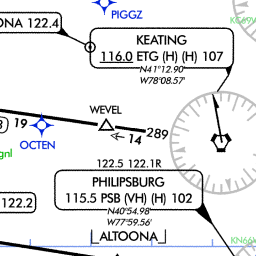 PIGGZ
ONA 122.4
KEATING
116.0 ETG (H) (H) 107
N41°12.90'
W78°08.57'
WEVEL
19
14
289
OCTEN
122.5 122.1R
PHILIPSBURG
115.5 PSB (VH) (H) 102
N40°54.98'
W77°59.56'
122.2
ALTOONA